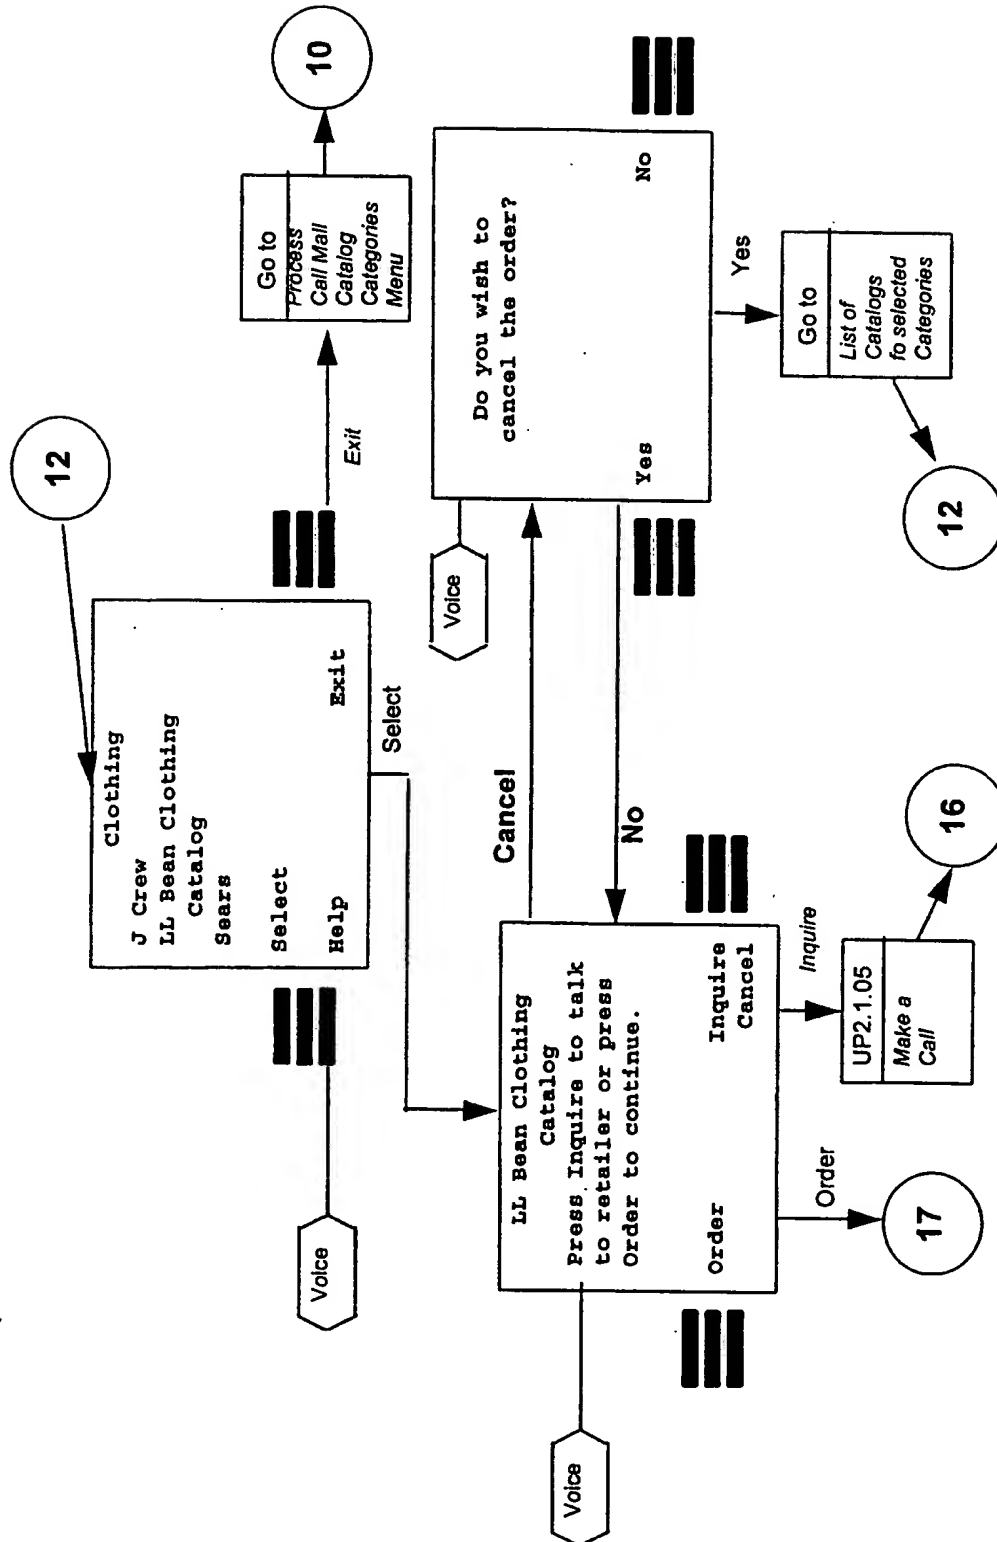 12
Clothing
J Crew
LL Bean Clothing
Catalog
Sears
Select
Help
Exit
Voice
Exit
Go to
Process
Call Mall
Catalog
Categories
Menu
10
Select
LL Bean Clothing
Catalog
Press Inquire to talk
to retailer or press
Order to continue.
Order
Inquire
Cancel
Voice
Cancel
No
Voice
Do you wish to
cancel the order?
Yes
No
Yes
Go to
List of
Catalogs
fo selected
Categories
12
Order
17
Inquire
UP2.1.05
Make a
Call
16